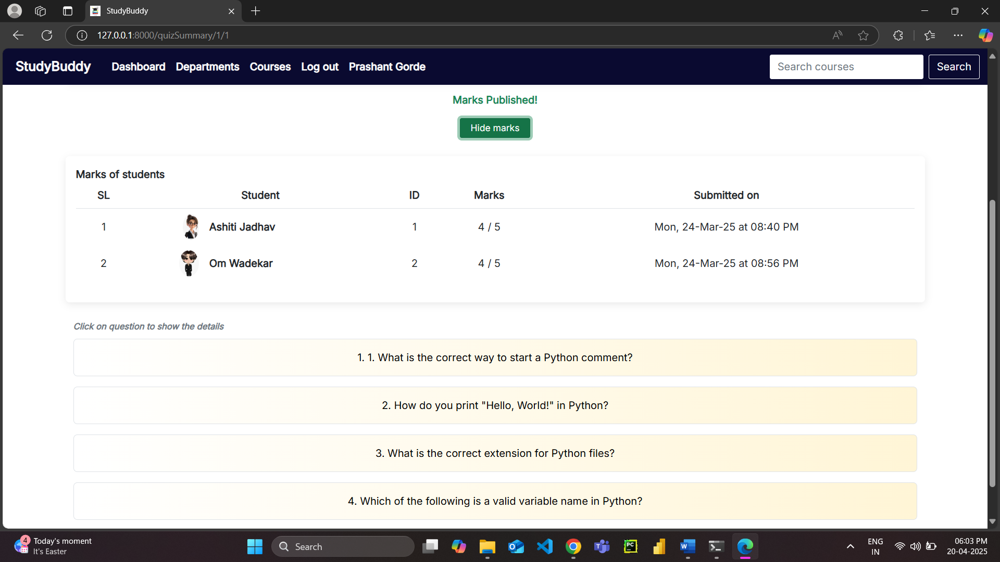 StudyBuddy
127.0.0.1:8000/quizSummary/1/1
StudyBuddy Dashboard Departments Courses Log out Prashant Gorde Search courses Search
Marks Published!
Hide marks
Marks of students
SL Student ID Marks Submitted on
1 Ashiti Jadhav 1 4 / 5 Mon, 24-Mar-25 at 08:40 PM
2 Om Wadekar 2 4 / 5 Mon, 24-Mar-25 at 08:56 PM
Click on question to show the details
1. 1. What is the correct way to start a Python comment?
2. How do you print "Hello, World!" in Python?
3. What is the correct extension for Python files?
4. Which of the following is a valid variable name in Python?
4 Today's moment
It's Easter
Search
ENG
IN
06:03 PM
20-04-2025